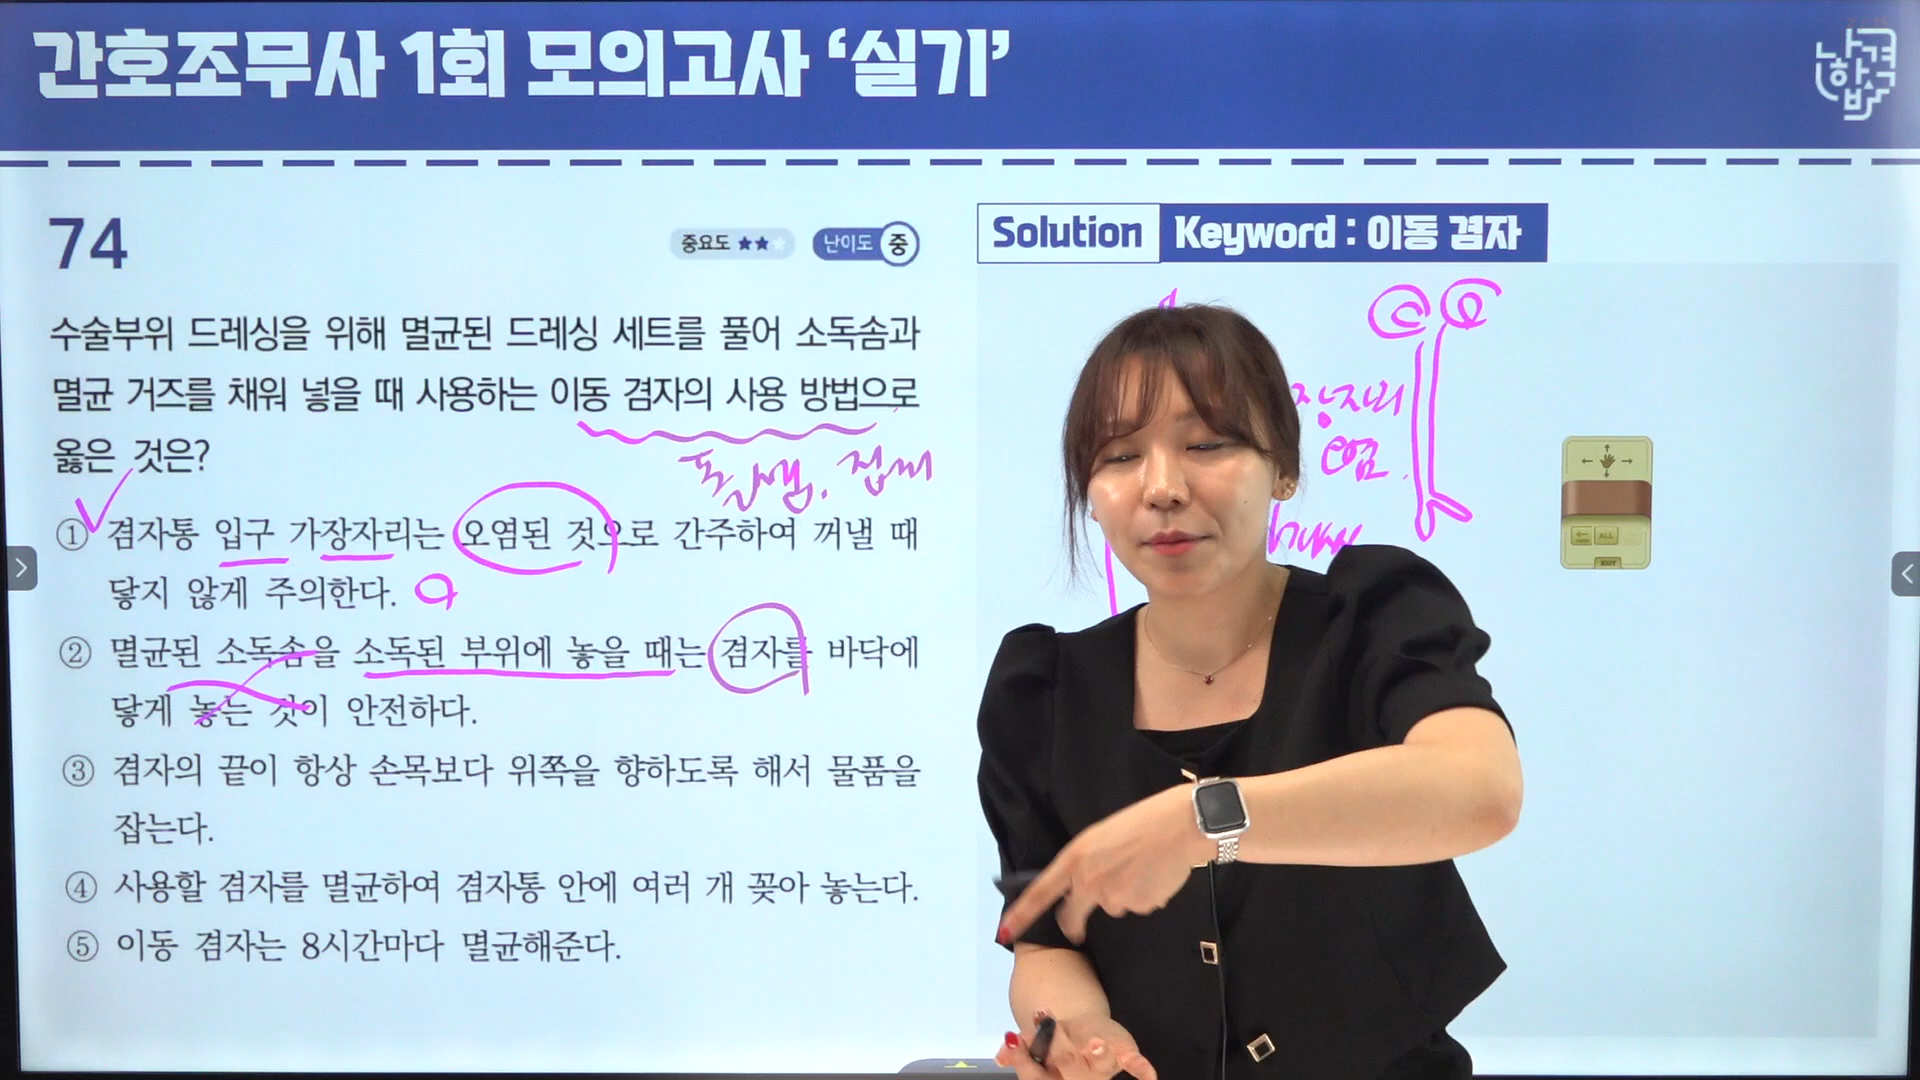 간호조무사 1회 모의고사 ‘실기’
나합격
74
중요도 ★★★
난이도 중
수술부위 드레싱을 위해 멸균된 드레싱 세트를 풀어 소독솜과
멸균 거즈를 채워 넣을 때 사용하는 이동 겸자의 사용 방법으로
옳은 것은?
① 겸자통 입구 가장자리는 오염된 것으로 간주하여 꺼낼 때
닿지 않게 주의한다.
② 멸균된 소독솜을 소독된 부위에 놓을 때는 겸자를 바닥에
닿게 놓는 것이 안전하다.
③ 겸자의 끝이 항상 손목보다 위쪽을 향하도록 해서 물품을
잡는다.
④ 사용할 겸자를 멸균하여 겸자통 안에 여러 개 꽂아 놓는다.
⑤ 이동 겸자는 8시간마다 멸균해준다.
Solution
Keyword : 이동 겸자
장자리
오염
ALL
EXIT